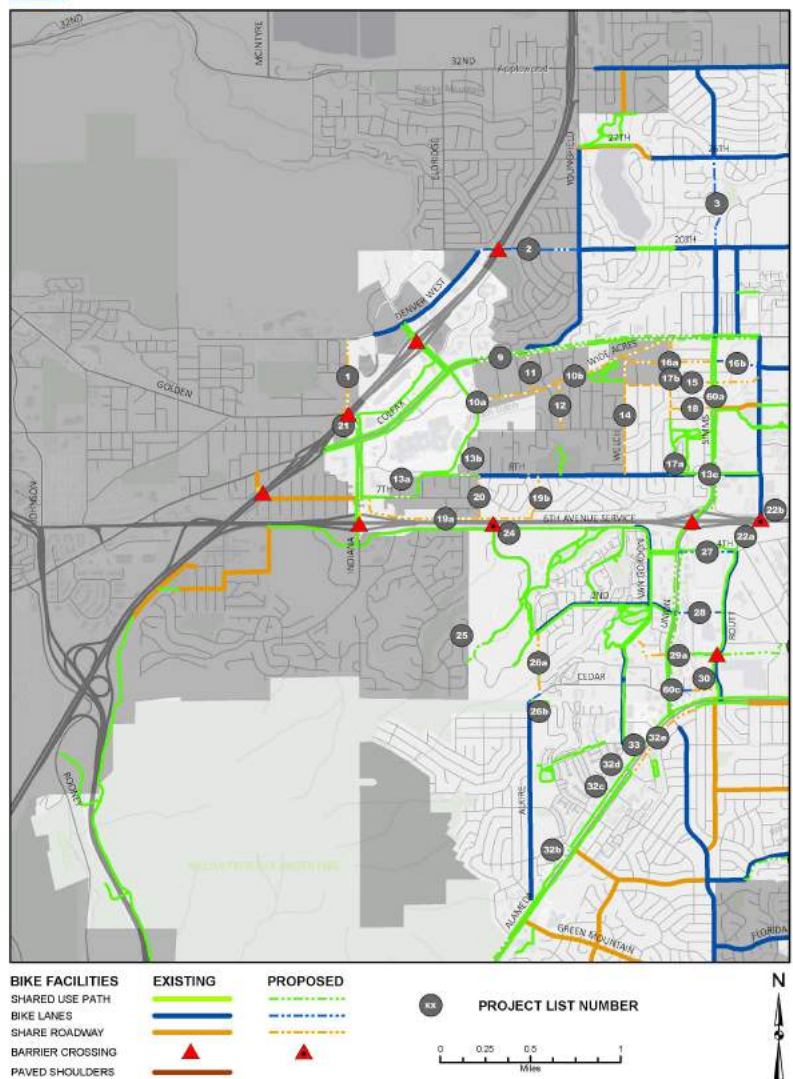 32ND
MCINTYRE
32ND
Applewood
ELDRIDGE
YOUNGFIELD
27TH
26TH
3
20TH
2
DENVER WEST
9
WIDE ACRES
1
11
10b
16a
16b
17b
15
GOLDEN
10a
60a
COLFAX
12
14
18
21
SIMMS
WELCH
13b
8TH
17a
13c
13a
7TH
20
19b
JOHNSON
19a
6TH AVENUE SERVICE
22b
24
22a
INDIANA
VAN GORDON
4TH
27
2ND
UNION
28
ROUTT
25
26a
29a
CEDAR
30
60c
26b
32e
33
ROONEY
32d
32c
ALKIRE
32b
ALAMEDA
GREEN MOUNTAIN
FLORIDA
BIKE FACILITIES EXISTING PROPOSED
SHARED USE PATH
BIKE LANES
SHARE ROADWAY
BARRIER CROSSING
PAVED SHOULDERS
XX PROJECT LIST NUMBER
0 0.25 0.5 1
Miles
N